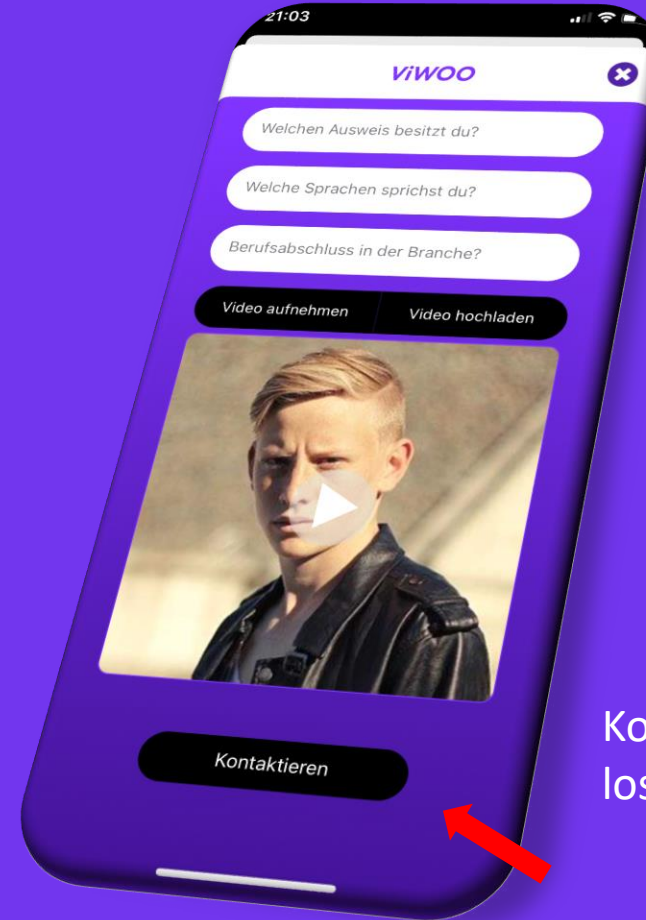 21:03
ViWOO
Welchen Ausweis besitzt du?
Welche Sprachen sprichst du?
Berufsabschluss in der Branche?
Video aufnehmen Video hochladen
Kontaktieren